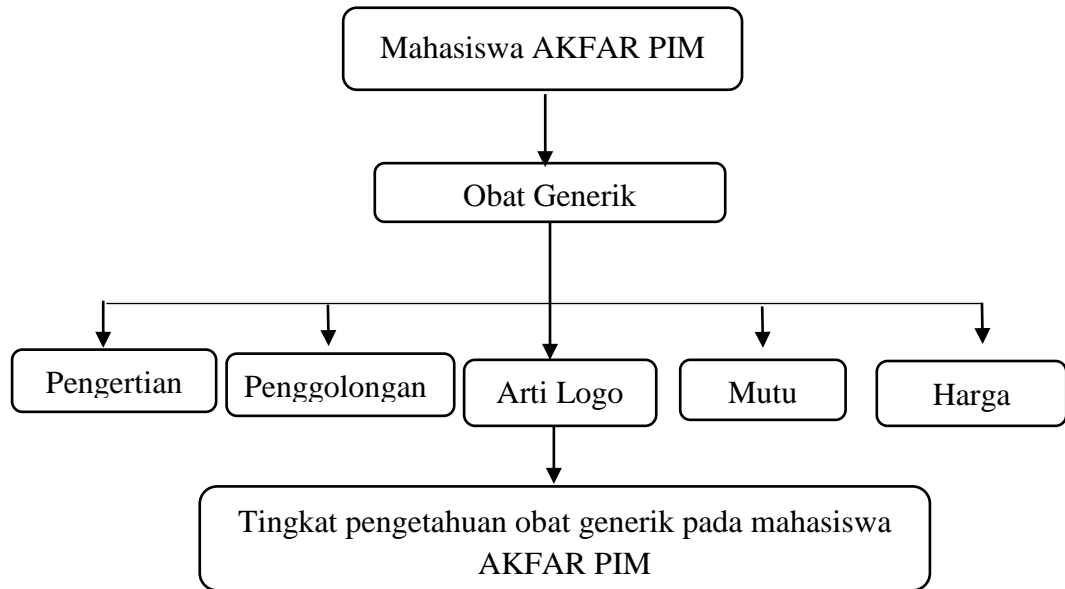 Mahasiswa AKFAR PIM
Obat Generik
Pengertian
Penggolongan
Arti Logo
Mutu
Harga
Tingkat pengetahuan obat generik pada mahasiswa
AKFAR PIM